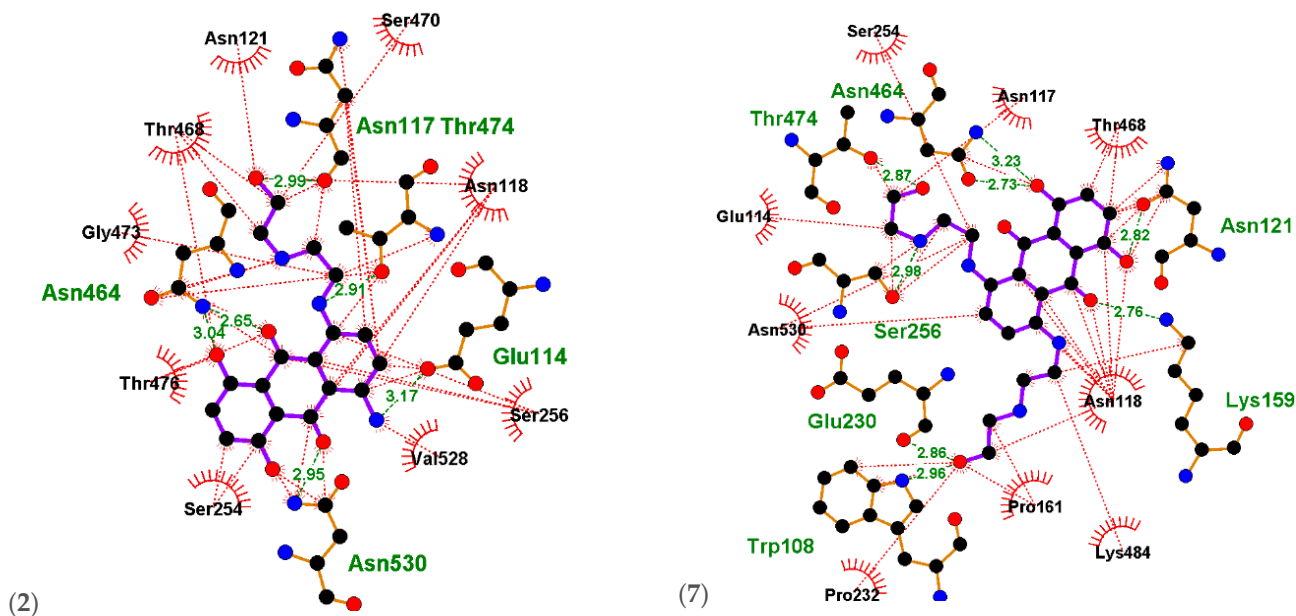 Ser470
Asn121
Asn117 Thr474
Thr468
2.99
Asn118
Gly473
2.91
Asn464
2.65
3.04
Glu114
Thr476
3.17
Ser256
Val528
2.95
Ser254
Asn530
(2)
Ser254
Asn464
Asn117
Thr474
Thr468
3.23
2.87
2.73
Glu114
Asn121
2.82
2.98
2.76
Asn530
Ser256
Asn118
Lys159
Glu230
2.86
2.96
Pro161
Trp108
Lys484
Pro232
(7)